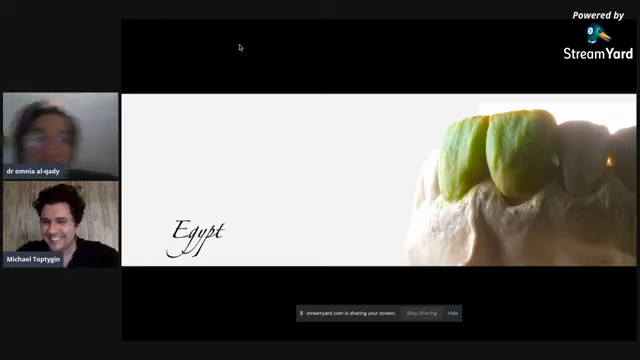 Powered by
StreamYard
dr omnia al-qady
Michael Toptygin
Egypt
streamyard.com is sharing your screen.
Stop Sharing
Hide